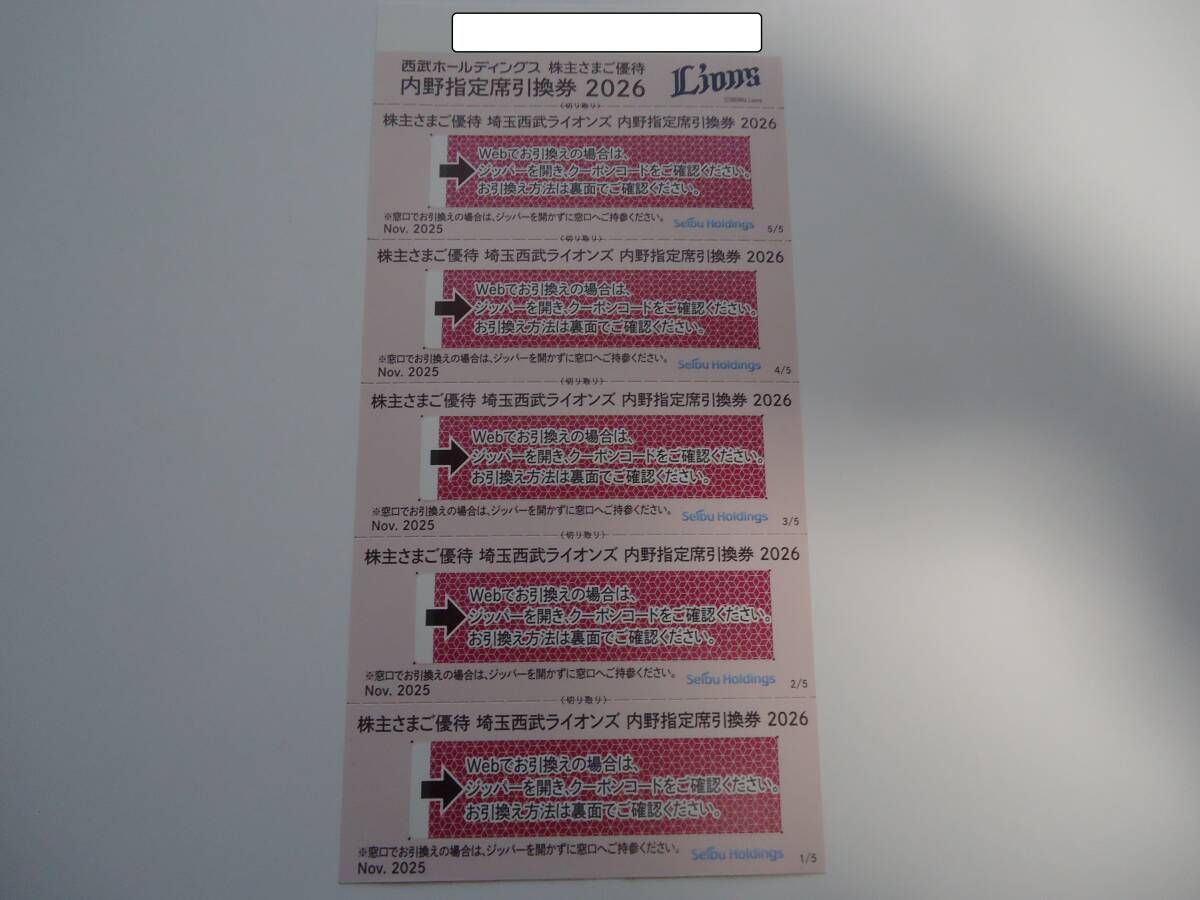 西武ホールディングス 株主さまご優待
内野指定席引換券 2026
Lions
©SEIBU Lions
〈切り取り〉
株主さまご優待 埼玉西武ライオンズ 内野指定席引換券 2026
Webでお引換えの場合は、
ジッパーを開き、クーポンコードをご確認ください。
お引換え方法は裏面でご確認ください。
※窓口でお引換えの場合は、ジッパーを開かずに窓口へご持参ください。
Nov. 2025
Seibu Holdings
5/5
〈切り取り〉
株主さまご優待 埼玉西武ライオンズ 内野指定席引換券 2026
Webでお引換えの場合は、
ジッパーを開き、クーポンコードをご確認ください。
お引換え方法は裏面でご確認ください。
※窓口でお引換えの場合は、ジッパーを開かずに窓口へご持参ください。
Nov. 2025
Seibu Holdings
4/5
〈切り取り〉
株主さまご優待 埼玉西武ライオンズ 内野指定席引換券 2026
Webでお引換えの場合は、
ジッパーを開き、クーポンコードをご確認ください。
お引換え方法は裏面でご確認ください。
※窓口でお引換えの場合は、ジッパーを開かずに窓口へご持参ください。
Nov. 2025
Seibu Holdings
3/5
〈切り取り〉
株主さまご優待 埼玉西武ライオンズ 内野指定席引換券 2026
Webでお引換えの場合は、
ジッパーを開き、クーポンコードをご確認ください。
お引換え方法は裏面でご確認ください。
※窓口でお引換えの場合は、ジッパーを開かずに窓口へご持参ください。
Nov. 2025
Seibu Holdings
2/5
〈切り取り〉
株主さまご優待 埼玉西武ライオンズ 内野指定席引換券 2026
Webでお引換えの場合は、
ジッパーを開き、クーポンコードをご確認ください。
お引換え方法は裏面でご確認ください。
※窓口でお引換えの場合は、ジッパーを開かずに窓口へご持参ください。
Nov. 2025
Seibu Holdings
1/5